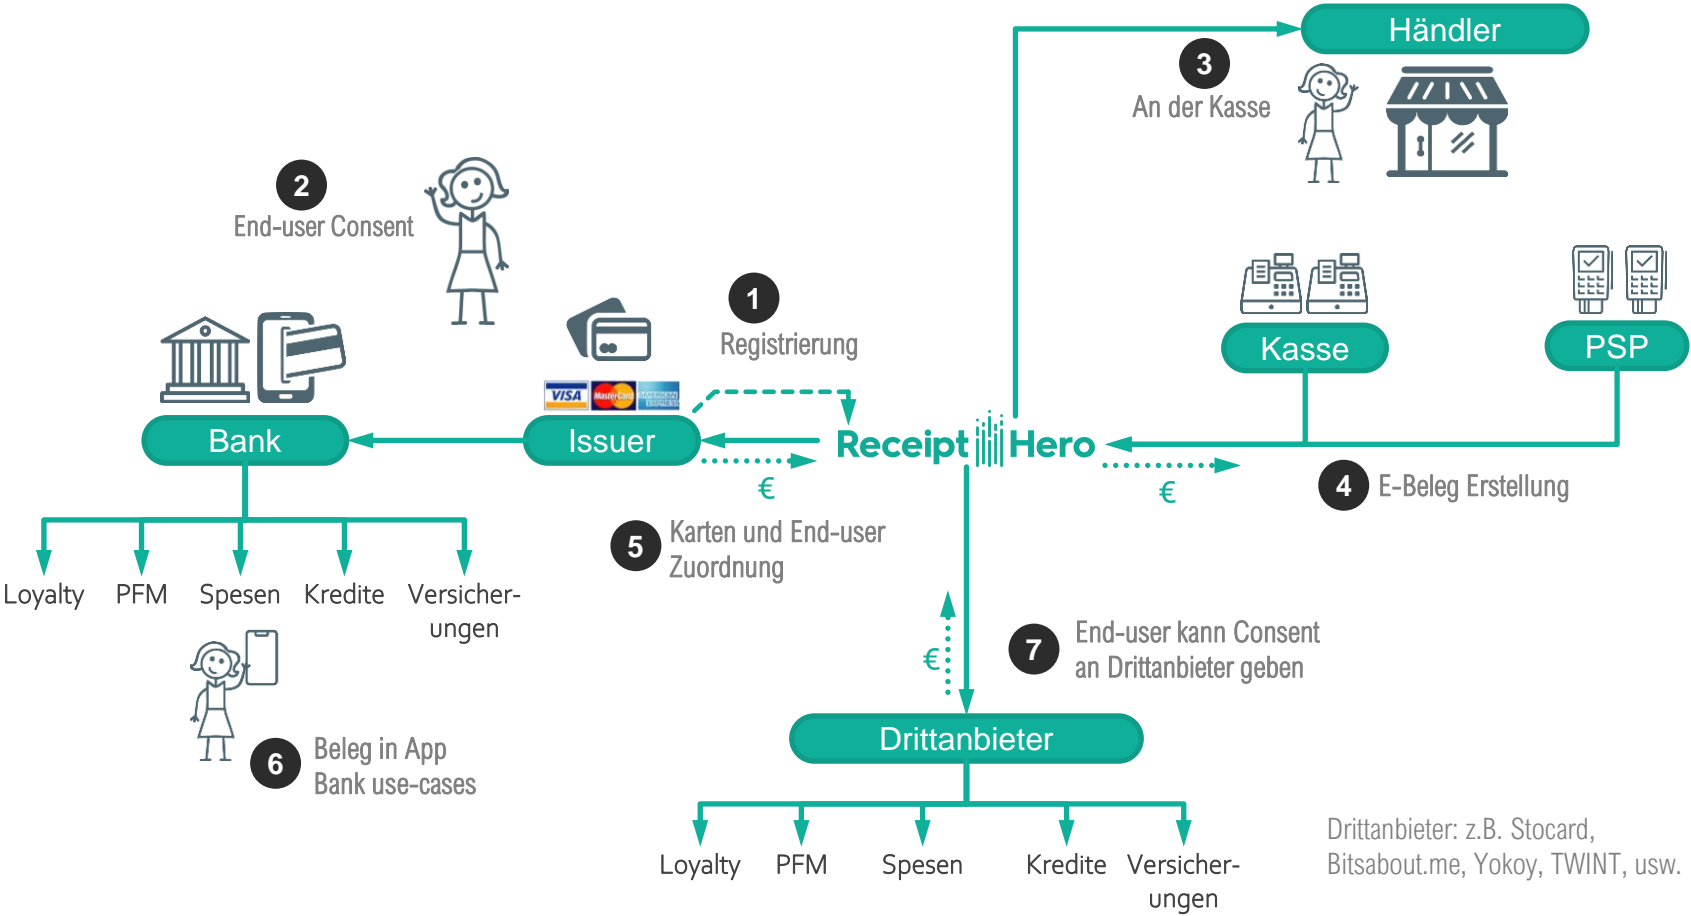 Händler
3
An der Kasse
2
End-user Consent
1
Registrierung
Kasse
PSP
VISA
MasterCard
AMERICAN EXPRESS
Bank
Issuer
Receipt Hero
€
€
4
E-Beleg Erstellung
5
Karten und End-user
Zuordnung
Loyalty
PFM
Spesen
Kredite
Versicher-
ungen
€
7
End-user kann Consent
an Drittanbieter geben
6
Beleg in App
Bank use-cases
Drittanbieter
Loyalty
PFM
Spesen
Kredite
Versicher-
ungen
Drittanbieter: z.B. Stocard,
Bitsabout.me, Yokoy, TWINT, usw.